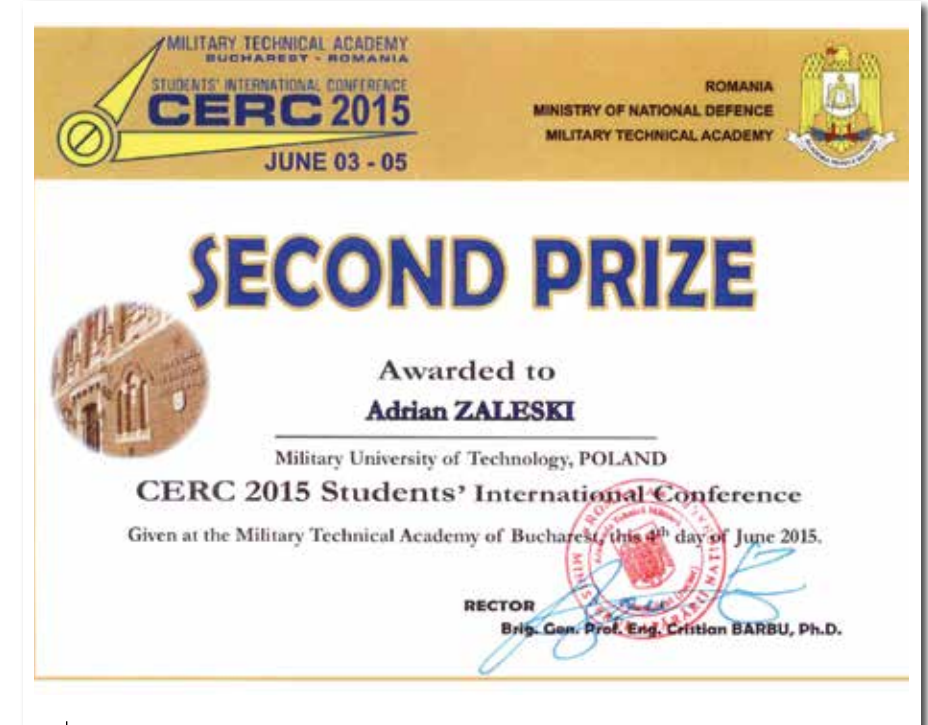 MILITARY TECHNICAL ACADEMY
BUCHAREST - ROMANIA
STUDENTS' INTERNATIONAL CONFERENCE
CERC 2015
JUNE 03 - 05
ROMANIA
MINISTRY OF NATIONAL DEFENCE
MILITARY TECHNICAL ACADEMY
SECOND PRIZE
Awarded to
Adrian ZALESKI
Military University of Technology, POLAND
CERC 2015 Students' International Conference
Given at the Military Technical Academy of Bucharest, this 4th day of June 2015.
RECTOR
Brig. Gen. Prof. Eng. Cristian BARBU, Ph.D.